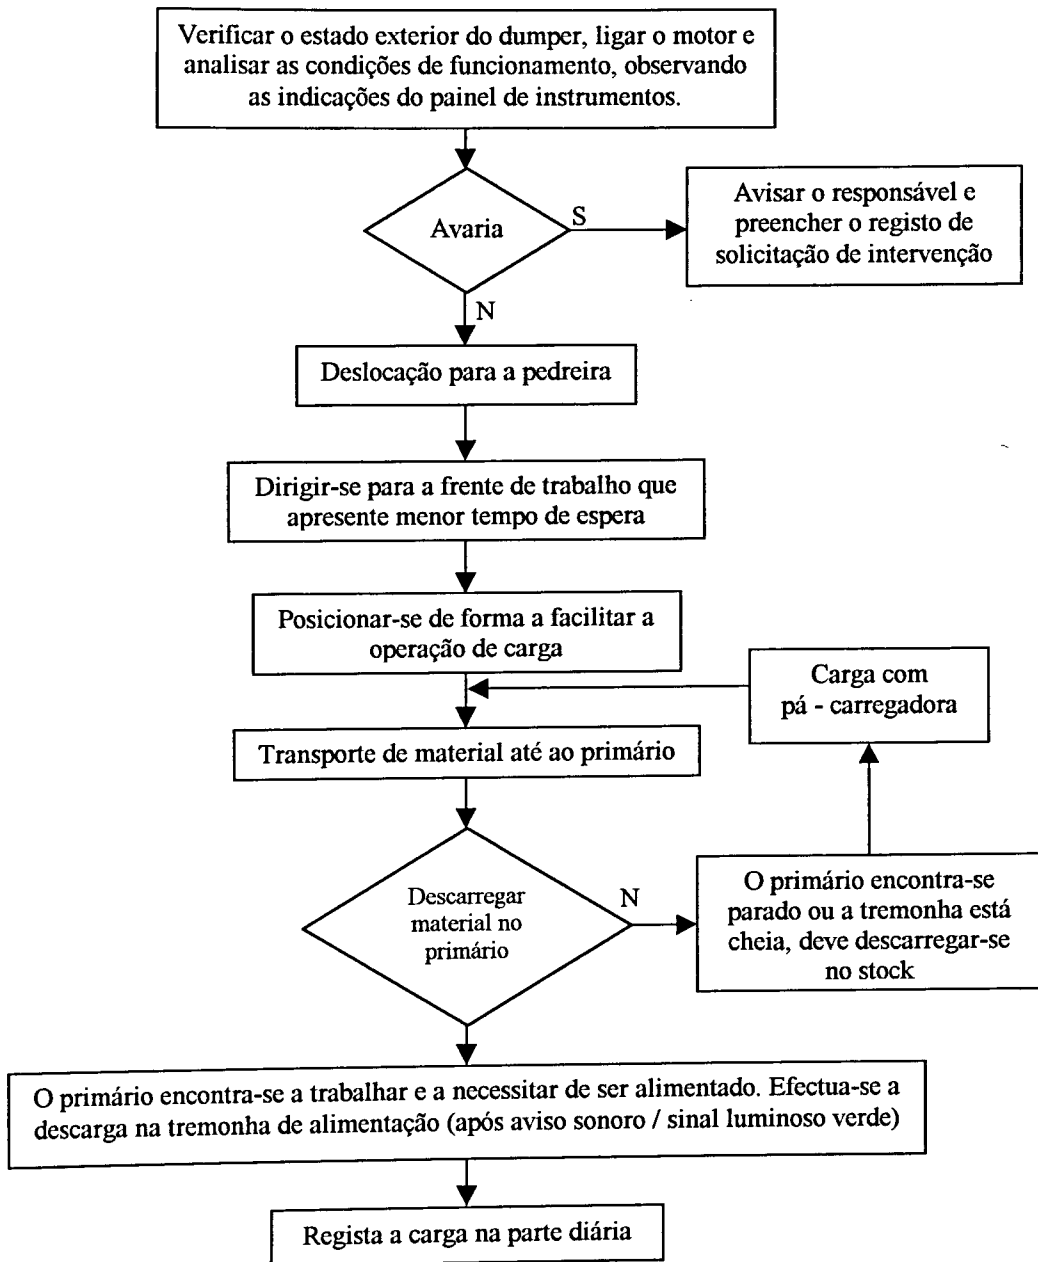 Verificar o estado exterior do dumper, ligar o motor e
analisar as condições de funcionamento, observando
as indicações do painel de instrumentos.
Avaria
S
Avisar o responsável e
preencher o registo de
solicitação de intervenção
N
Deslocação para a pedreira
Dirigir-se para a frente de trabalho que
apresente menor tempo de espera
Posicionar-se de forma a facilitar a
operação de carga
Carga com
pá - carregadora
Transporte de material até ao primário
Descarregar
material no
primário
N
O primário encontra-se
parado ou a tremonha está
cheia, deve descarregar-se
no stock
O primário encontra-se a trabalhar e a necessitar de ser alimentado. Efectua-se a
descarga na tremonha de alimentação (após aviso sonoro / sinal luminoso verde)
Regista a carga na parte diária